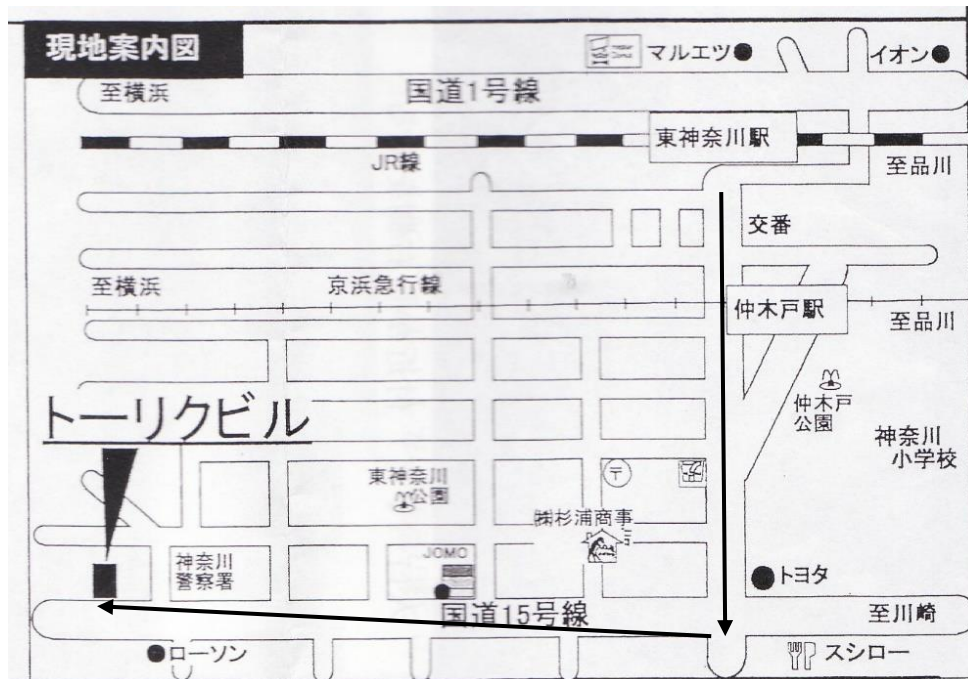 現地案内図
マルエツ
イオン
至横浜
国道1号線
東神奈川駅
JR線
至品川
交番
至横浜
京浜急行線
仲木戸駅
至品川
トーリクビル
仲木戸
公園
神奈川
小学校
東神奈川
公園
〒
㈱杉浦商事
神奈川
警察署
JOMO
トヨタ
国道15号線
至川崎
ローソン
スシロー